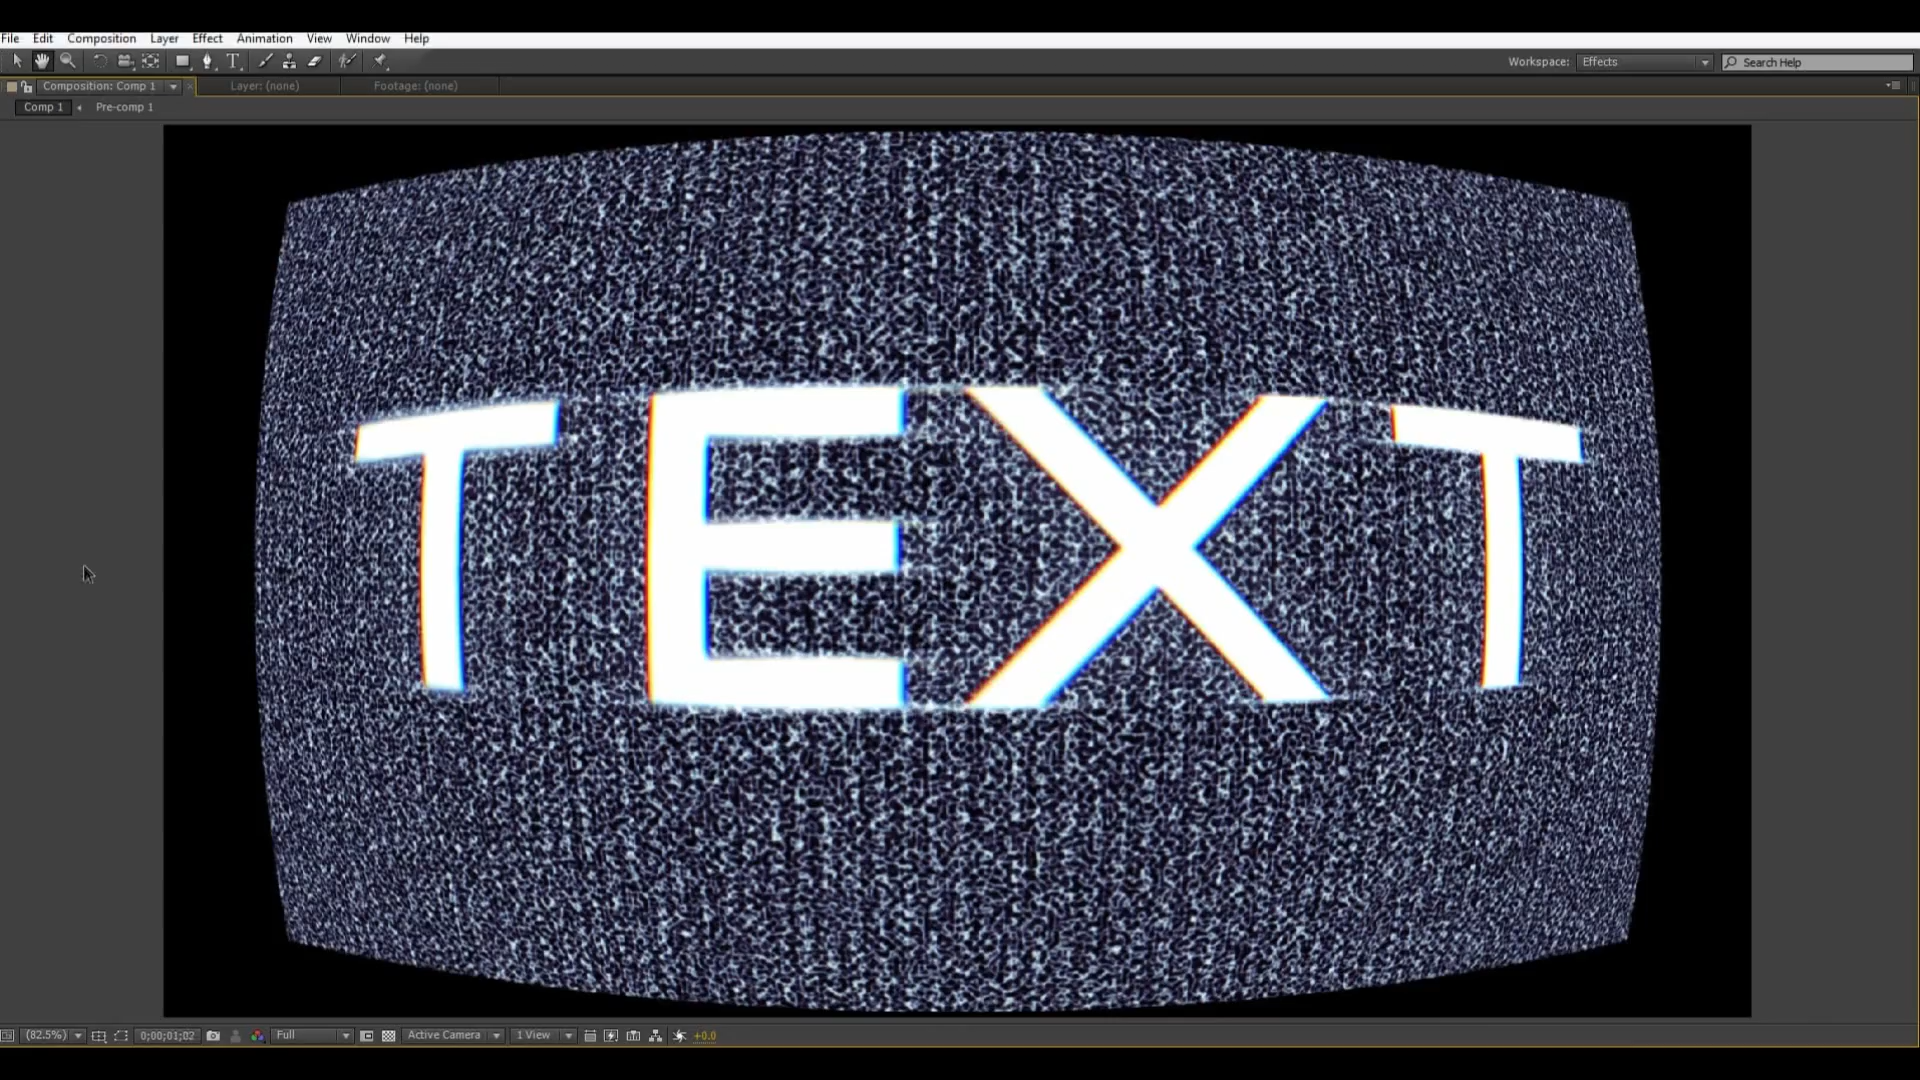 File Edit Composition Layer Effect Animation View Window Help
Workspace: Effects Search Help
Composition: Comp 1 Layer: (none) Footage: (none)
Comp 1 Pre-comp 1
TEXT
(82.5%) 0;00;01;02 Full Active Camera 1 View +0.0